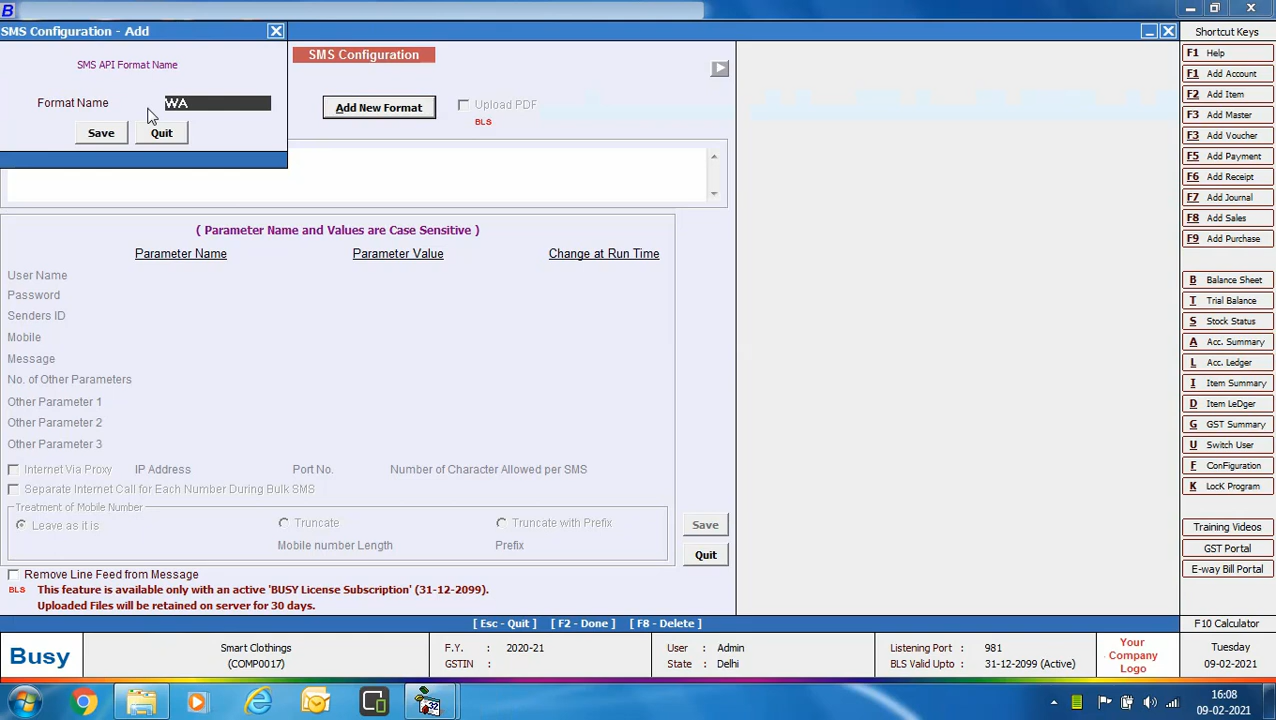 B
SMS Configuration - Add
SMS API Format Name
Format Name WA
Save Quit
SMS Configuration
Add New Format
Upload PDF
BLS
( Parameter Name and Values are Case Sensitive )
Parameter Name Parameter Value Change at Run Time
User Name
Password
Senders ID
Mobile
Message
No. of Other Parameters
Other Parameter 1
Other Parameter 2
Other Parameter 3
Internet Via Proxy IP Address Port No. Number of Character Allowed per SMS
Separate Internet Call for Each Number During Bulk SMS
Treatment of Mobile Number
Leave as it is Truncate Truncate with Prefix
Mobile number Length Prefix
Save
Quit
Remove Line Feed from Message
BLS This feature is available only with an active 'BUSY License Subscription' (31-12-2099).
Uploaded Files will be retained on server for 30 days.
[ Esc - Quit ] [ F2 - Done ] [ F8 - Delete ]
Shortcut Keys
F1 Help
F1 Add Account
F2 Add Item
F3 Add Master
F3 Add Voucher
F5 Add Payment
F6 Add Receipt
F7 Add Journal
F8 Add Sales
F9 Add Purchase
B Balance Sheet
T Trial Balance
S Stock Status
A Acc. Summary
L Acc. Ledger
I Item Summary
D Item LeDger
G GST Summary
U Switch User
F ConFiguration
K LocK Program
Training Videos
GST Portal
E-way Bill Portal
F10 Calculator
Busy
Smart Clothings
(COMP0017)
F.Y. : 2020-21
GSTIN :
User : Admin
State : Delhi
Listening Port : 981
BLS Valid Upto : 31-12-2099 (Active)
Your
Company
Logo
Tuesday
09-02-2021
32
16:08
09-02-2021